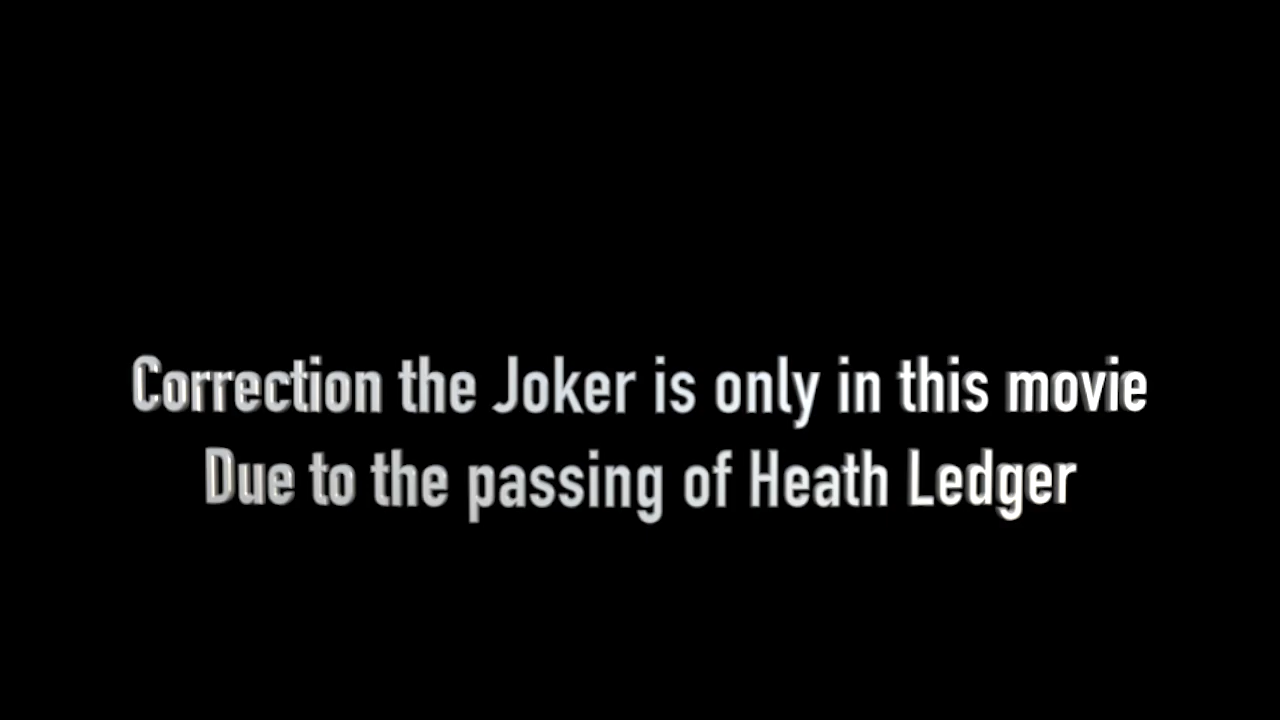 Correction the Joker is only in this movie
Due to the passing of Heath Ledger